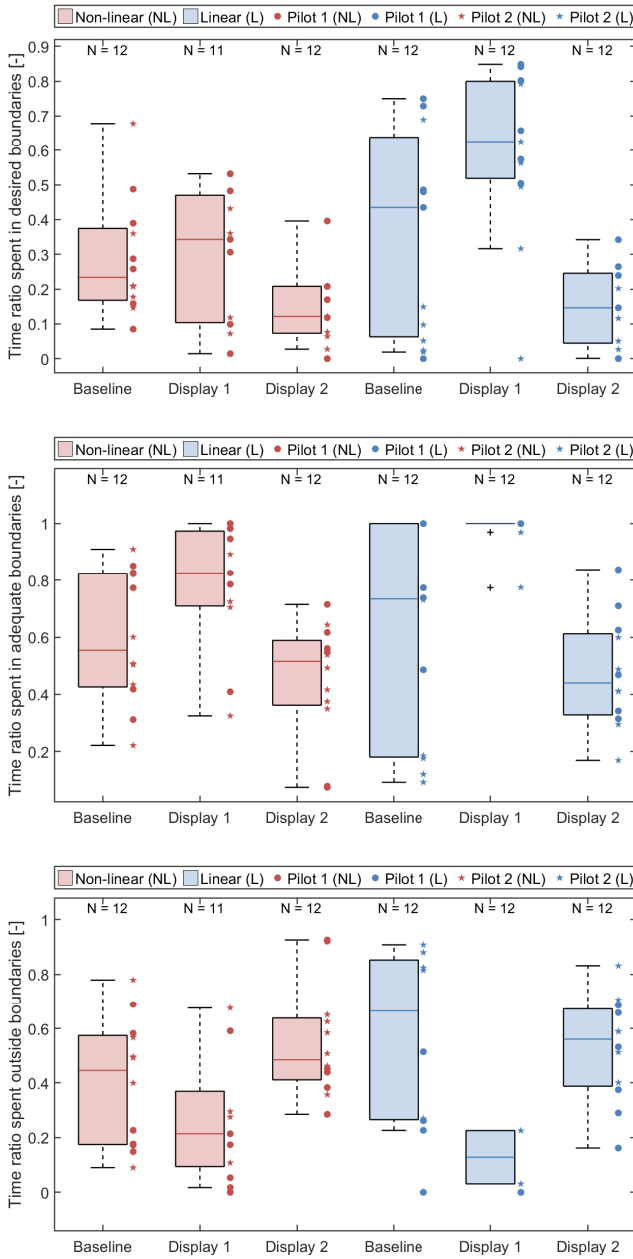 Non-linear (NL) Linear (L) Pilot 1 (NL) Pilot 1 (L) Pilot 2 (NL) Pilot 2 (L)
Time ratio spent in desired boundaries [-]
0.9
0.8
0.7
0.6
0.5
0.4
0.3
0.2
0.1
0
N = 12 N = 11 N = 12 N = 12 N = 12 N = 12
Baseline Display 1 Display 2 Baseline Display 1 Display 2
Non-linear (NL) Linear (L) Pilot 1 (NL) Pilot 1 (L) Pilot 2 (NL) Pilot 2 (L)
Time ratio spent in adequate boundaries [-]
1
0.8
0.6
0.4
0.2
N = 12 N = 11 N = 12 N = 12 N = 12 N = 12
Baseline Display 1 Display 2 Baseline Display 1 Display 2
Non-linear (NL) Linear (L) Pilot 1 (NL) Pilot 1 (L) Pilot 2 (NL) Pilot 2 (L)
Time ratio spent outside boundaries [-]
1
0.8
0.6
0.4
0.2
0
N = 12 N = 11 N = 12 N = 12 N = 12 N = 12
Baseline Display 1 Display 2 Baseline Display 1 Display 2